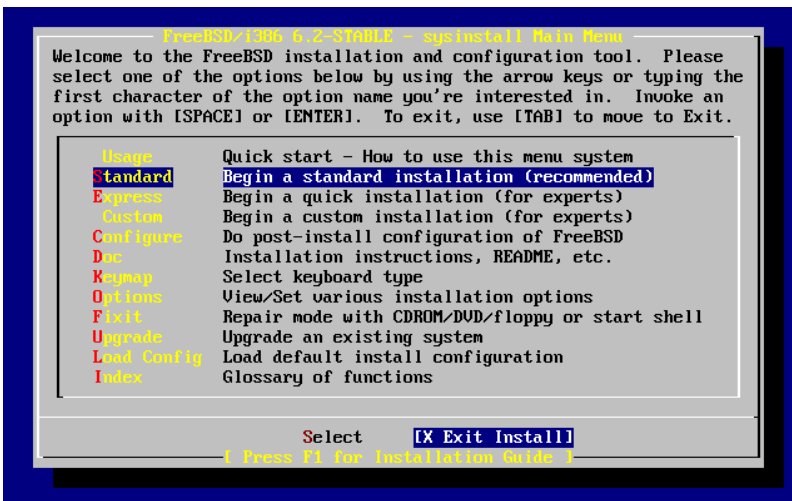 FreeBSD/i386 6.2-STABLE - sysinstall Main Menu
Welcome to the FreeBSD installation and configuration tool.  Please
select one of the options below by using the arrow keys or typing the
first character of the option name you're interested in.  Invoke an
option with [SPACE] or [ENTER].  To exit, use [TAB] to move to Exit.
Usage Quick start - How to use this menu system
Standard Begin a standard installation (recommended)
Express Begin a quick installation (for experts)
Custom Begin a custom installation (for experts)
Configure Do post-install configuration of FreeBSD
Doc Installation instructions, README, etc.
Keymap Select keyboard type
Options View/Set various installation options
Fixit Repair mode with CDROM/DVD/floppy or start shell
Upgrade Upgrade an existing system
Load Config Load default install configuration
Index Glossary of functions
Select [X Exit Install]
[ Press F1 for Installation Guide ]